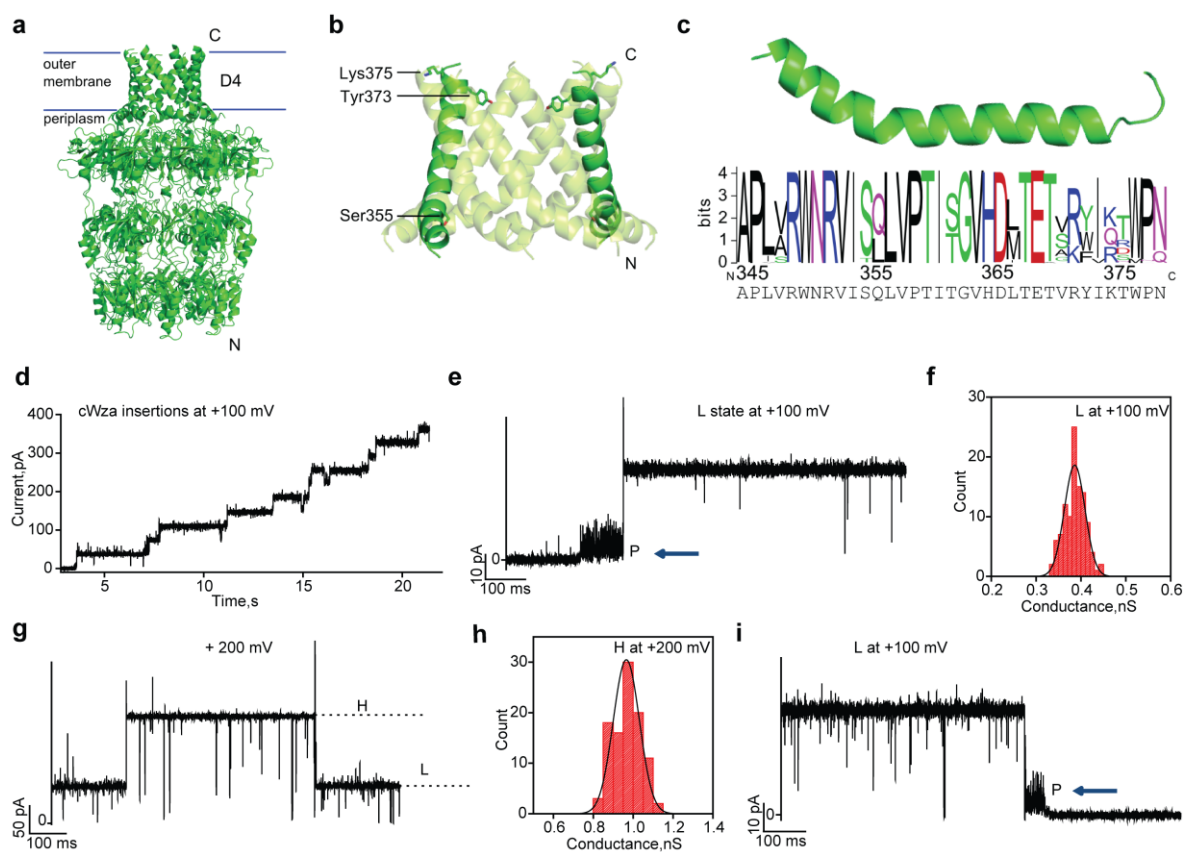 a
C
outer
membrane
D4
periplasm
N
b
Lys375
Tyr373
Ser355
C
N
c
4
3
2
1
0
bits
N 345 355 365 375 C
APLVRWNRVISQLVPTITGVHDLTETVRYIKTWPN
d
cWza insertions at +100 mV
400
300
200
100
0
Current,pA
5 10 15 20
Time,s
e
L state at +100 mV
P
0
10 pA
100 ms
f
L at +100 mV
30
20
10
0
Count
0.2 0.3 0.4 0.5 0.6
Conductance,nS
g
+ 200 mV
H
L
0
50 pA
100 ms
h
H at +200 mV
30
20
10
0
Count
0.6 0.8 1.0 1.2 1.4
Conductance,nS
i
L at +100 mV
P
0
10 pA
100 ms